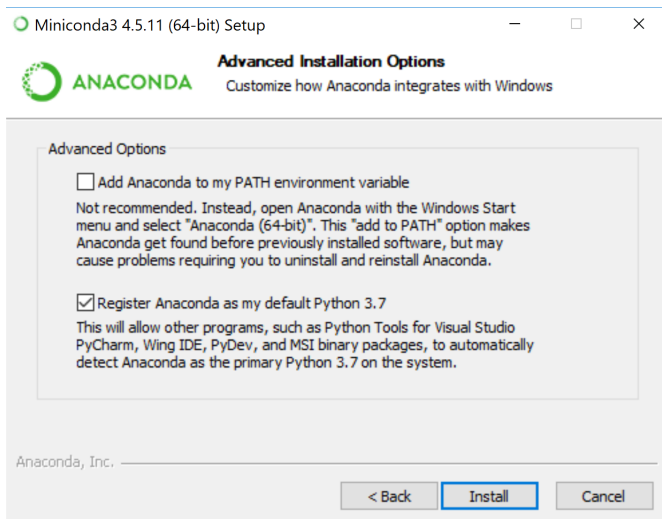 Miniconda3 4.5.11 (64-bit) Setup
ANACONDA
Advanced Installation Options
Customize how Anaconda integrates with Windows
Advanced Options
Add Anaconda to my PATH environment variable
Not recommended. Instead, open Anaconda with the Windows Start
menu and select "Anaconda (64-bit)". This "add to PATH" option makes
Anaconda get found before previously installed software, but may
cause problems requiring you to uninstall and reinstall Anaconda.
Register Anaconda as my default Python 3.7
This will allow other programs, such as Python Tools for Visual Studio
PyCharm, Wing IDE, PyDev, and MSI binary packages, to automatically
detect Anaconda as the primary Python 3.7 on the system.
Anaconda, Inc.
< Back
Install
Cancel